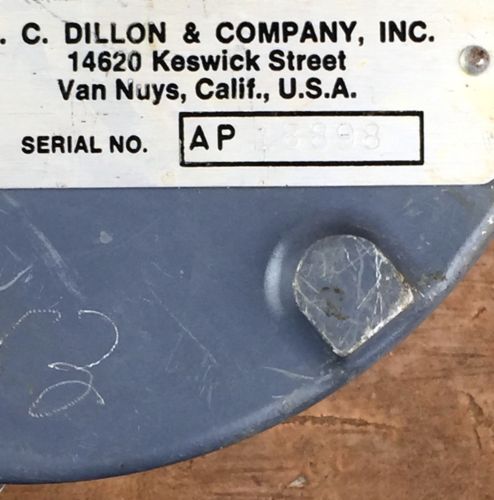 . C. DILLON & COMPANY, INC.
14620 Keswick Street
Van Nuys, Calif., U.S.A.
SERIAL NO. AP